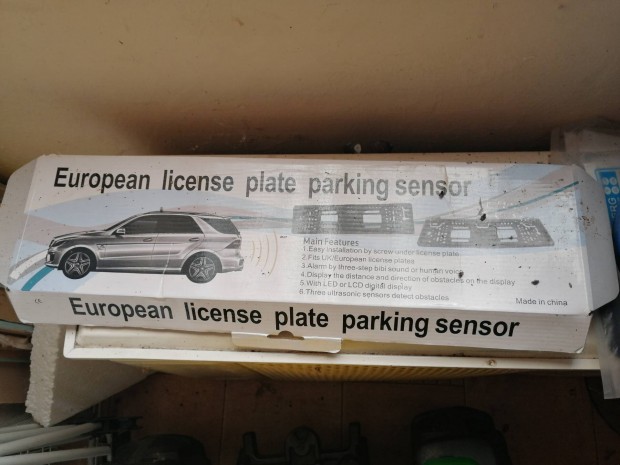 European license plate parking sensor
Main Features
1.Easy installation by screw under license plate
2.Fits UK/European license plates
3.Alarm by three-step bibi sound or human voice
4.Display the distance and direction of obstacles on the display
5.With LED or LCD digital display
6.Three ultrasonic sensors detect obstacles
Made in china
European license plate parking sensor